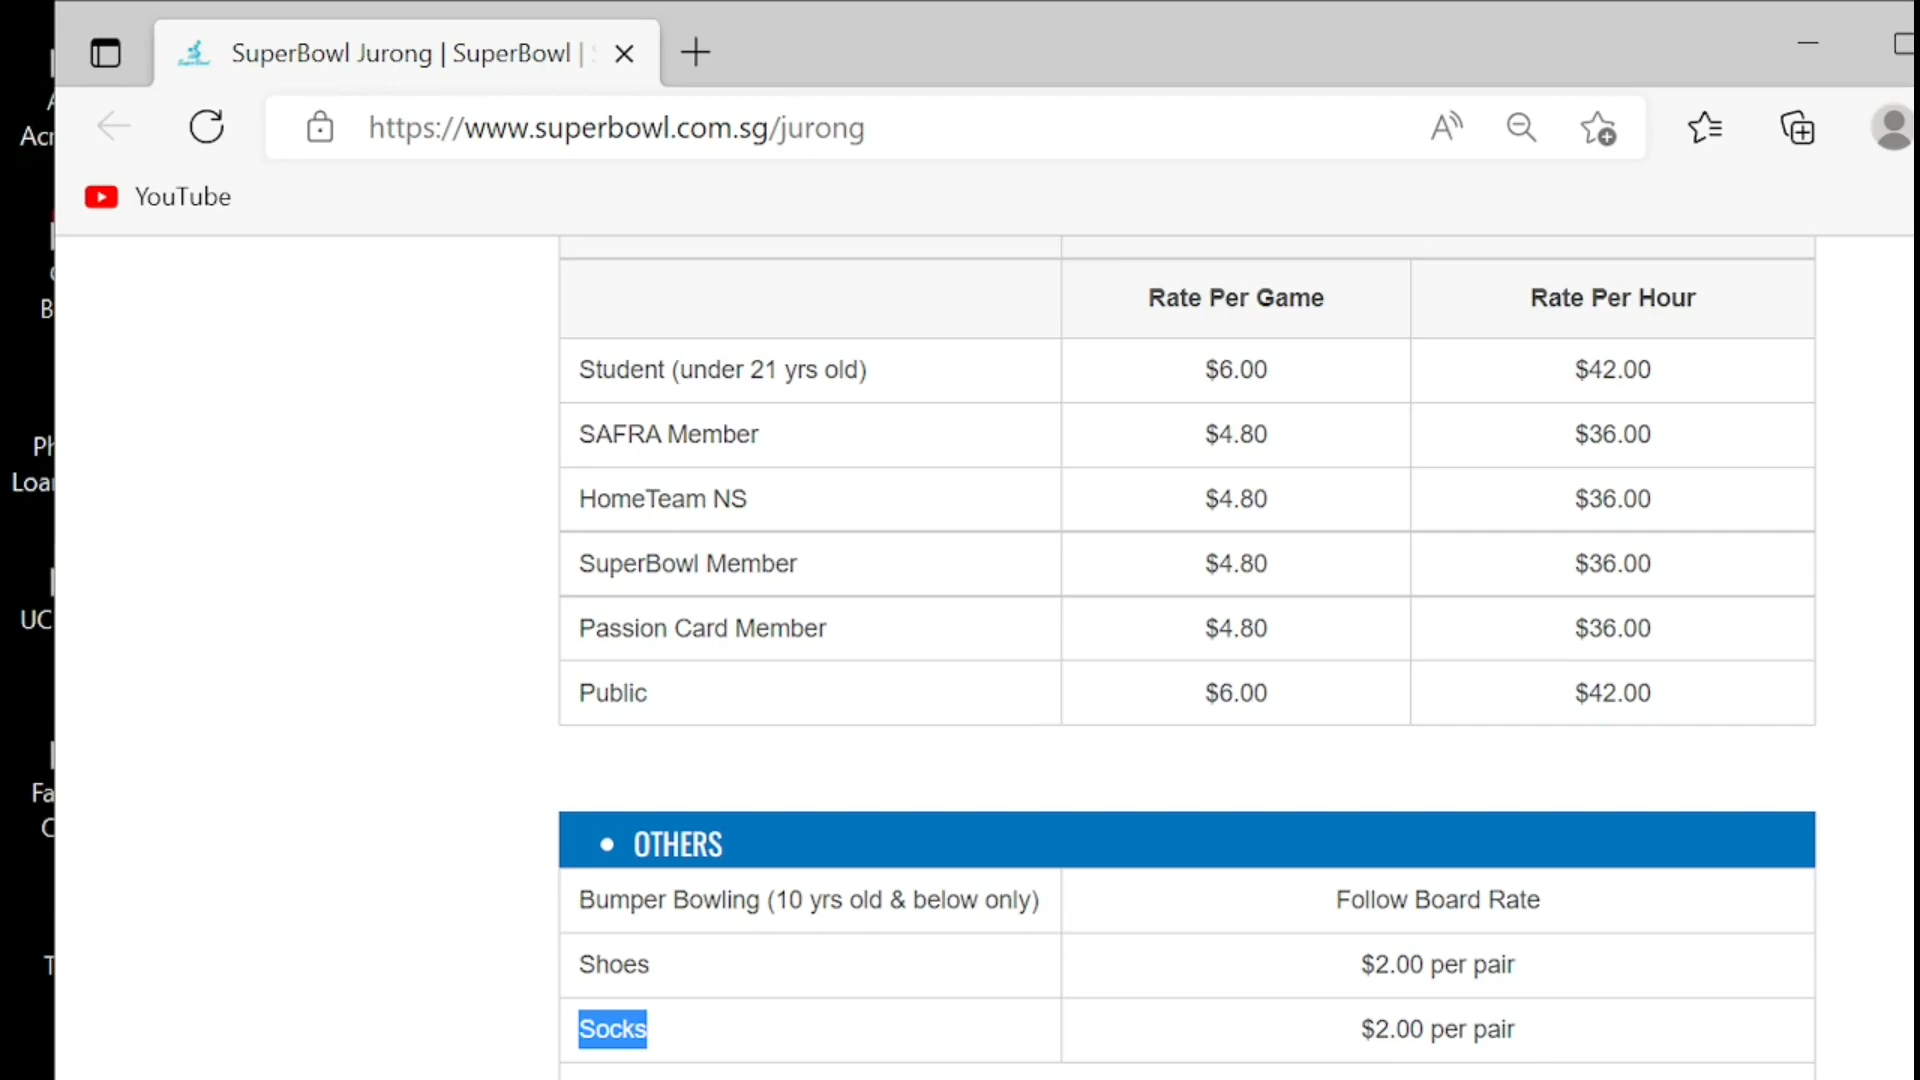 SuperBowl Jurong | SuperBowl |
https://www.superbowl.com.sg/jurong
YouTube
Rate Per Game Rate Per Hour
Student (under 21 yrs old) $6.00 $42.00
SAFRA Member $4.80 $36.00
HomeTeam NS $4.80 $36.00
SuperBowl Member $4.80 $36.00
Passion Card Member $4.80 $36.00
Public $6.00 $42.00
OTHERS
Bumper Bowling (10 yrs old & below only) Follow Board Rate
Shoes $2.00 per pair
Socks $2.00 per pair